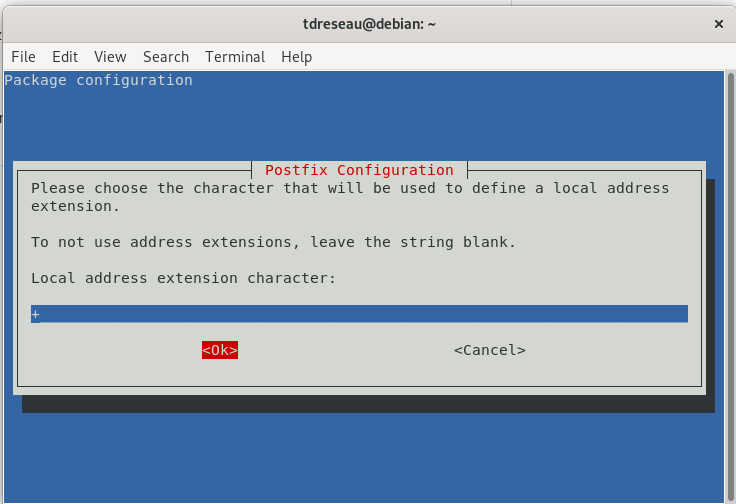 tdreseau@debian: ~
×
File Edit View Search Terminal Help
Package configuration
Postfix Configuration
Please choose the character that will be used to define a local address
extension.
To not use address extensions, leave the string blank.
Local address extension character:
+
<Ok> <Cancel>